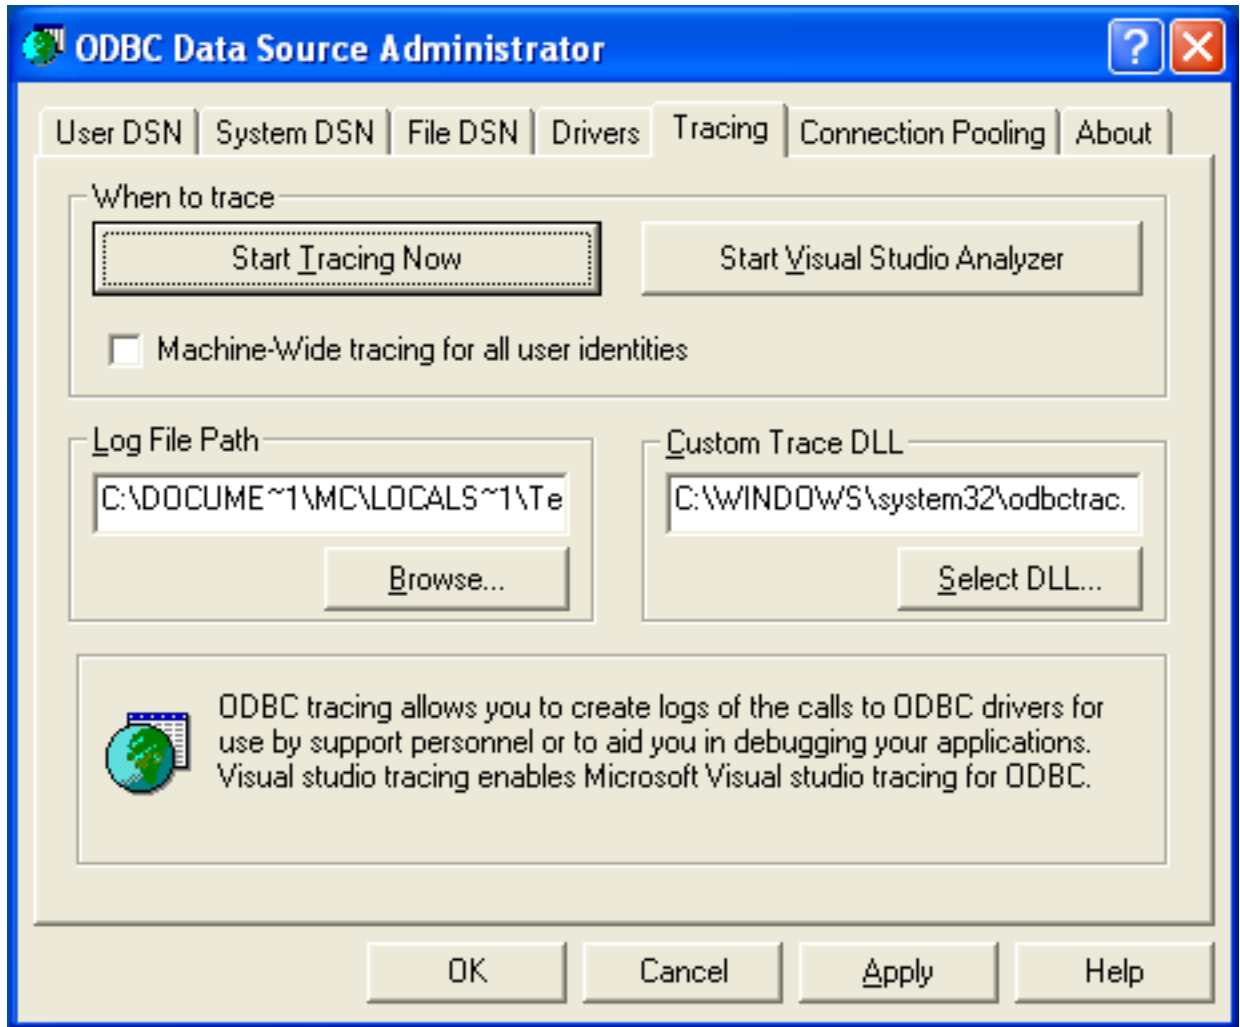 ODBC Data Source Administrator
User DSN System DSN File DSN Drivers Tracing Connection Pooling About
When to trace
Start Tracing Now Start Visual Studio Analyzer
Machine-Wide tracing for all user identities
Log File Path Custom Trace DLL
C:\DOCUME~1\MC\LOCALS~1\Te C:\WINDOWS\system32\odbctrac.
Browse... Select DLL...
ODBC tracing allows you to create logs of the calls to ODBC drivers for
use by support personnel or to aid you in debugging your applications.
Visual studio tracing enables Microsoft Visual studio tracing for ODBC.
OK Cancel Apply Help